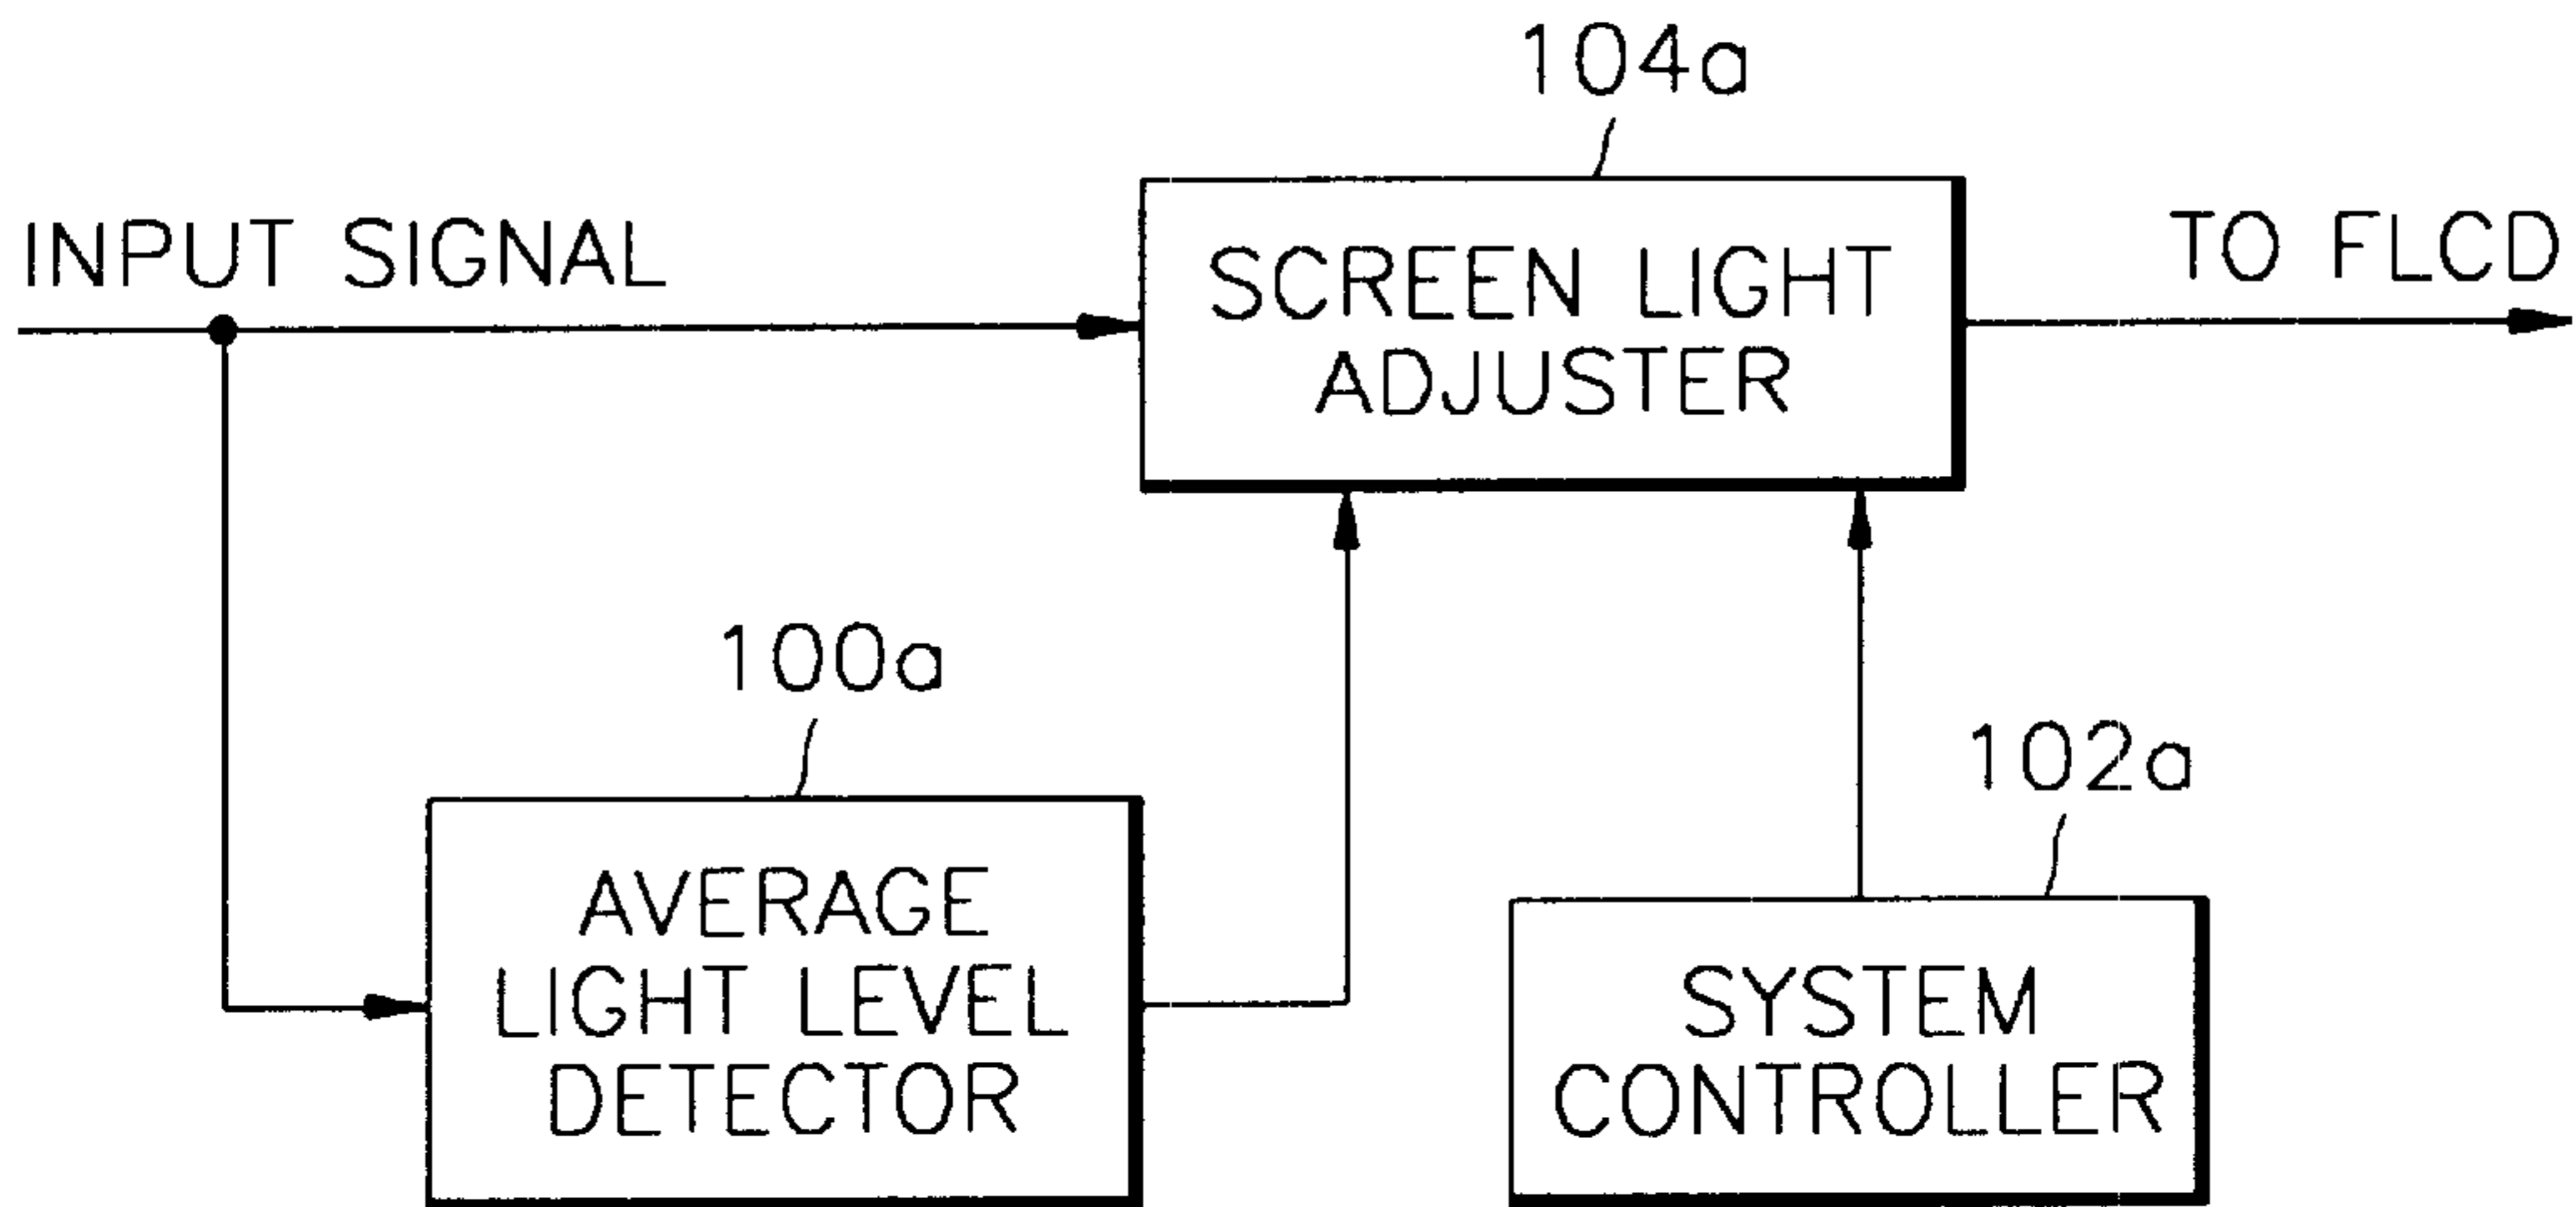 104a
INPUT SIGNAL
SCREEN LIGHT
ADJUSTER
TO FLCD
100a
AVERAGE
LIGHT LEVEL
DETECTOR
102a
SYSTEM
CONTROLLER